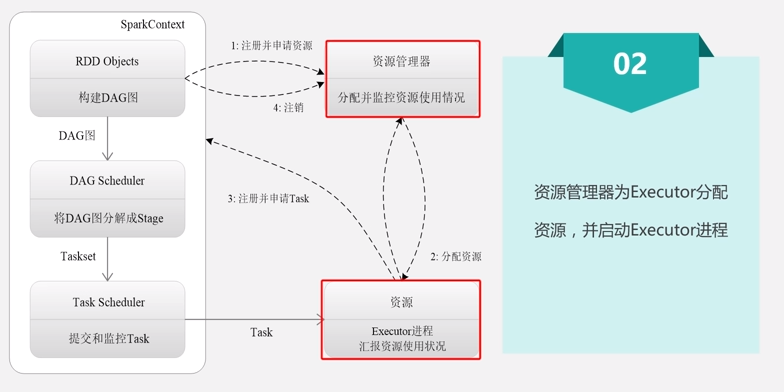 SparkContext
RDD Objects
构建DAG图
DAG图
DAG Scheduler
将DAG图分解成Stage
Taskset
Task Scheduler
提交和监控Task
1: 注册并申请资源
4: 注销
资源管理器
分配并监控资源使用情况
3: 注册并申请Task
2: 分配资源
Task
资源
Executor进程
汇报资源使用状况
02
资源管理器为Executor分配
资源，并启动Executor进程